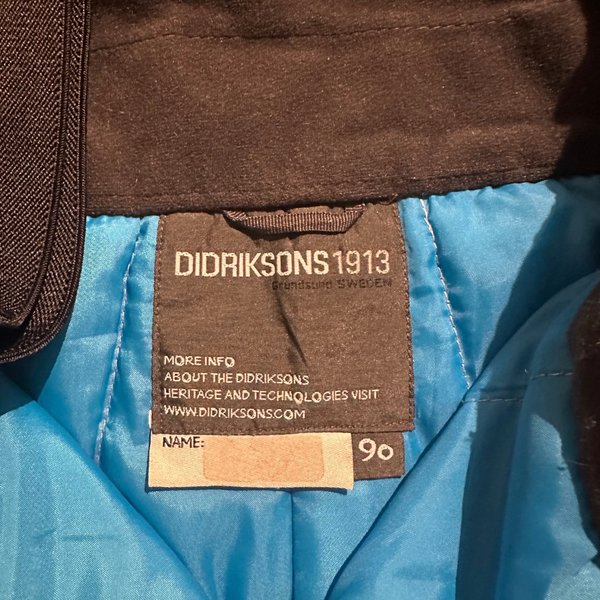 DIDRIKSONS1913
Grundsund SWEDEN
MORE INFO
ABOUT THE DIDRIKSONS
HERITAGE AND TECHNOLOGIES VISIT
WWW.DIDRIKSONS.COM
NAME:
90